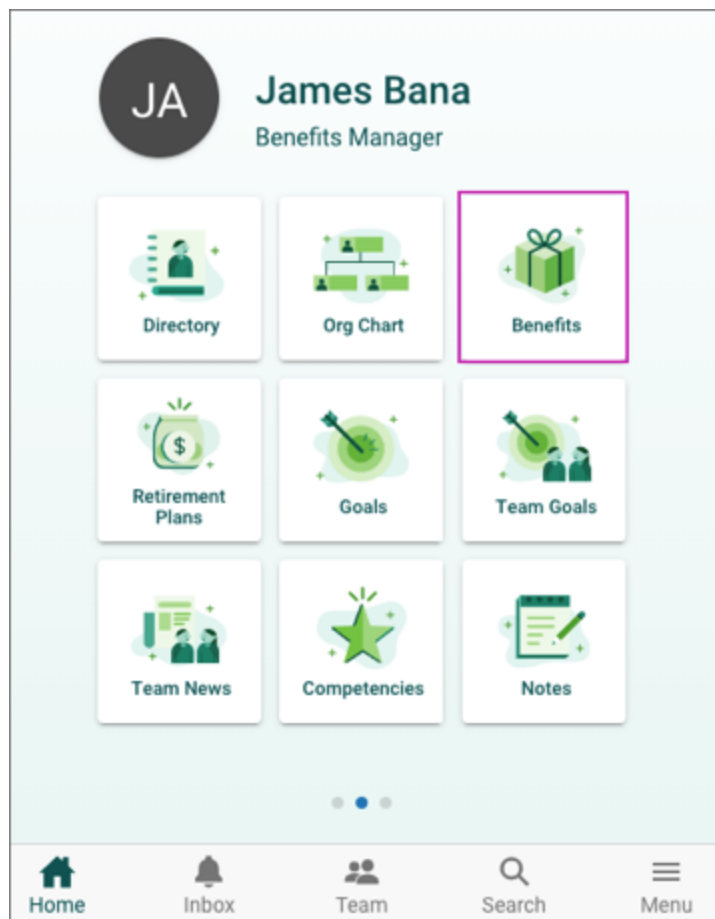 JA
James Bana
Benefits Manager
Directory
Org Chart
Benefits
$
Retirement
Plans
Goals
Team Goals
Team News
Competencies
Notes
Home
Inbox
Team
Search
Menu